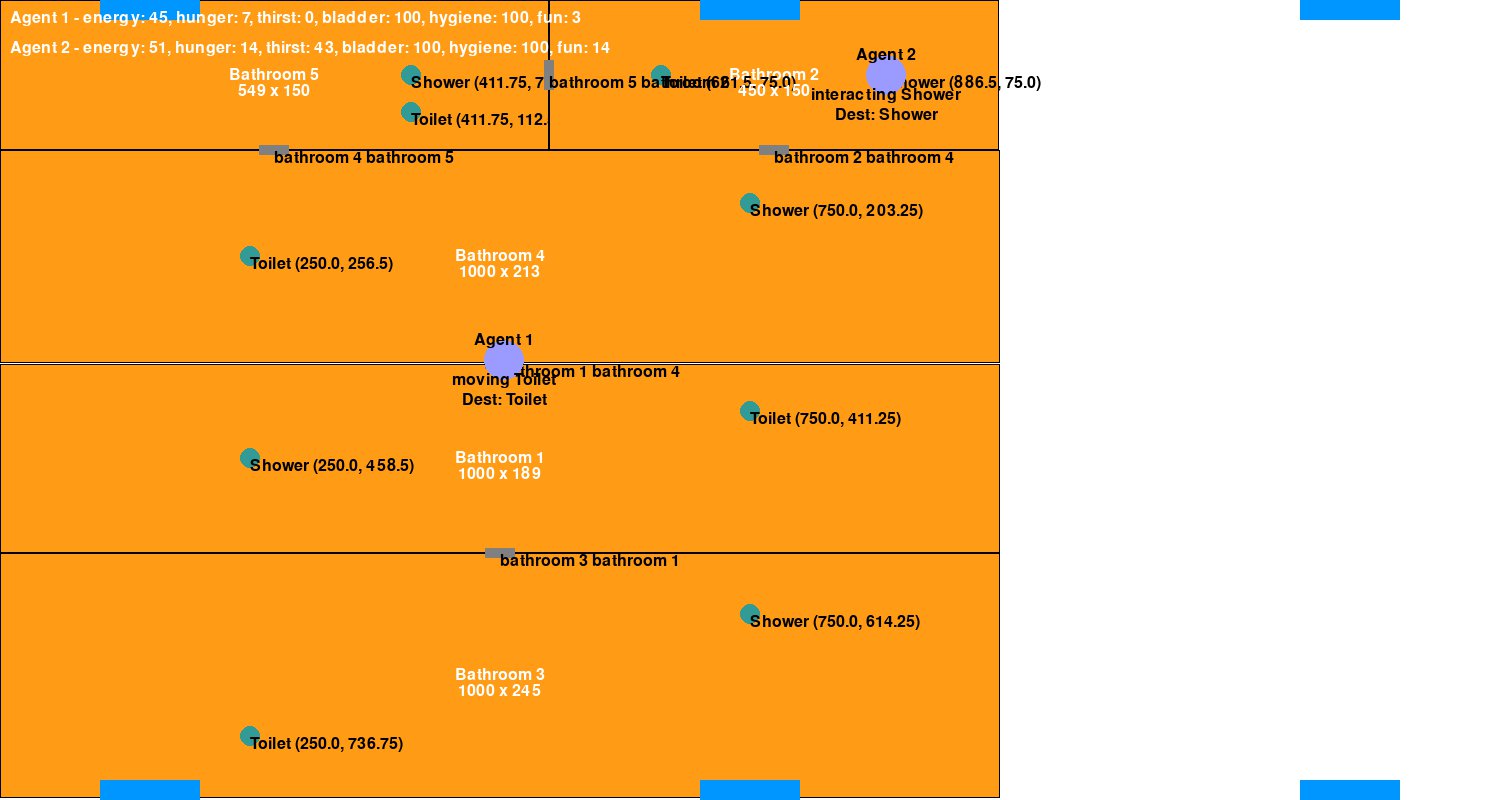 Agent 1 - energy: 45, hunger: 7, thirst: 0, bladder: 100, hygiene: 100, fun: 3
Agent 2 - energy: 51, hunger: 14, thirst: 43, bladder: 100, hygiene: 100, fun: 14
Agent 2
Bathroom 5
549 x 150
Shower (411.75, 7
bathroom 5
Toilet
75.0)
Bathroom 2
450 x 150
ower (886.5, 75.0)
interacting Shower
Dest: Shower
Toilet (411.75, 112.
bathroom 4 bathroom 5
bathroom 2 bathroom 4
Shower (750.0, 203.25)
Toilet (250.0, 256.5)
Bathroom 4
1000 x 213
Agent 1
throom 1 bathroom 4
moving Toilet
Dest: Toilet
Toilet (750.0, 411.25)
Shower (250.0, 458.5)
Bathroom 1
1000 x 189
bathroom 3 bathroom 1
Shower (750.0, 614.25)
Bathroom 3
1000 x 245
Toilet (250.0, 736.75)